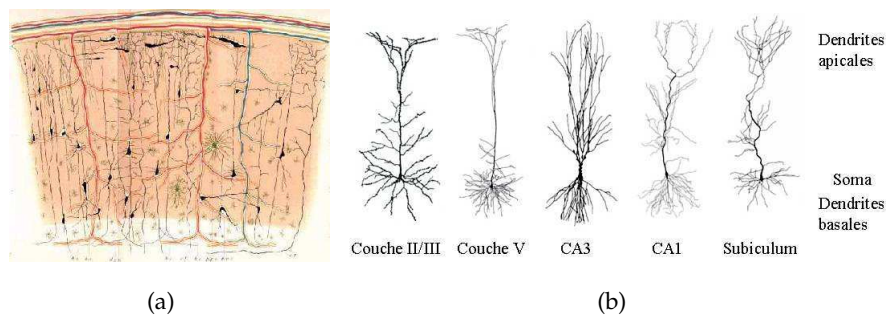 Dendrites
apicales
Soma
Dendrites
basales
Couche II/III Couche V CA3 CA1 Subiculum
(a) (b)